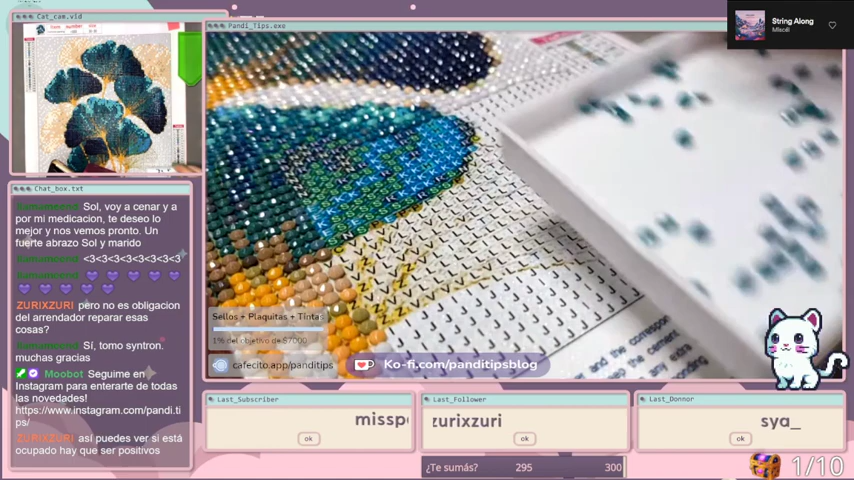 Cat_cam.vid
Pandi_Tips.exe
String Along
Miscél
Chat_box.txt
Sol, voy a cenar y a
por mi medicacion, te deseo lo
mejor y nos vemos pronto. Un
fuerte abrazo Sol y marido
<3<3<3<3<3<3<3<3
ZURIXZURI pero no es obligacion
del arrendador reparar esas
cosas?
Sí, tomo syntron.
muchas gracias
Moobot Seguime en
Instagram para enterarte de todas
las novedades!
https://www.instagram.com/pandi.ti
ps/
ZURIXZURI así puedes ver si está
ocupado hay que ser positivos
Sellos + Plaquitas + Tintas
1% del objetivo de $7000
cafecito.app/panditips
Ko-fi.com/panditipsblog
Last_Subscriber
missp
ok
Last_Follower
zurixzuri
ok
Last_Donnor
sya_
ok
¿Te sumás? 295 300
1/10